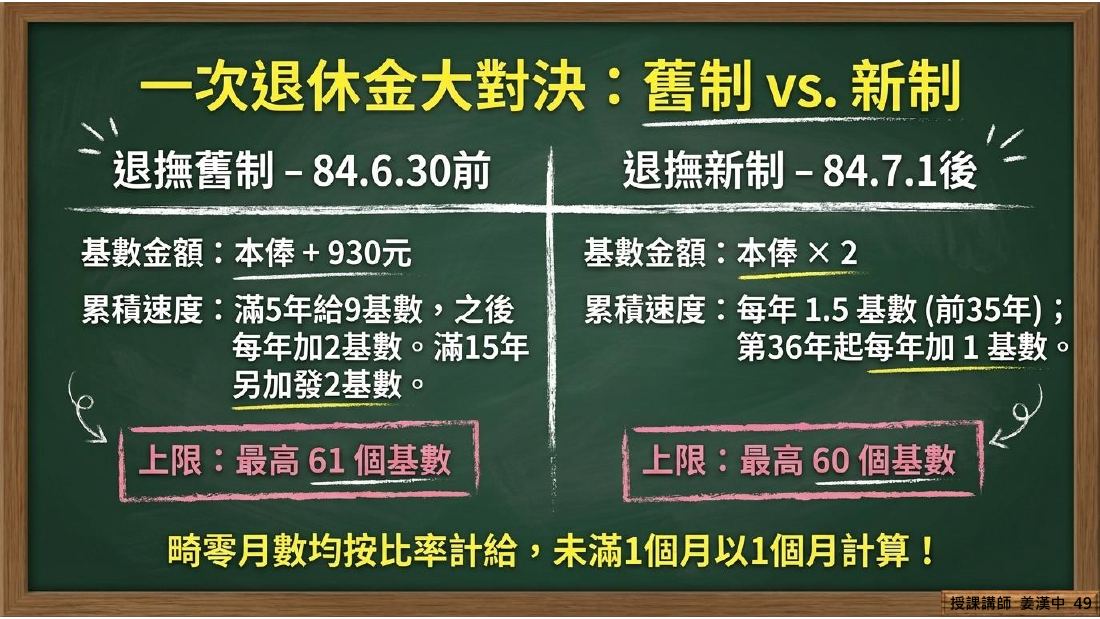 一次退休金大對決：舊制 vs. 新制
退撫舊制 – 84.6.30前
基數金額：本俸 + 930元
累積速度：滿5年給9基數，之後
每年加2基數。滿15年
另加發2基數。
上限：最高 61 個基數
退撫新制 – 84.7.1後
基數金額：本俸 × 2
累積速度：每年 1.5 基數 (前35年)；
第36年起每年加 1 基數。
上限：最高 60 個基數
畸零月數均按比率計給，未滿1個月以1個月計算！
授課講師 姜漢中 49